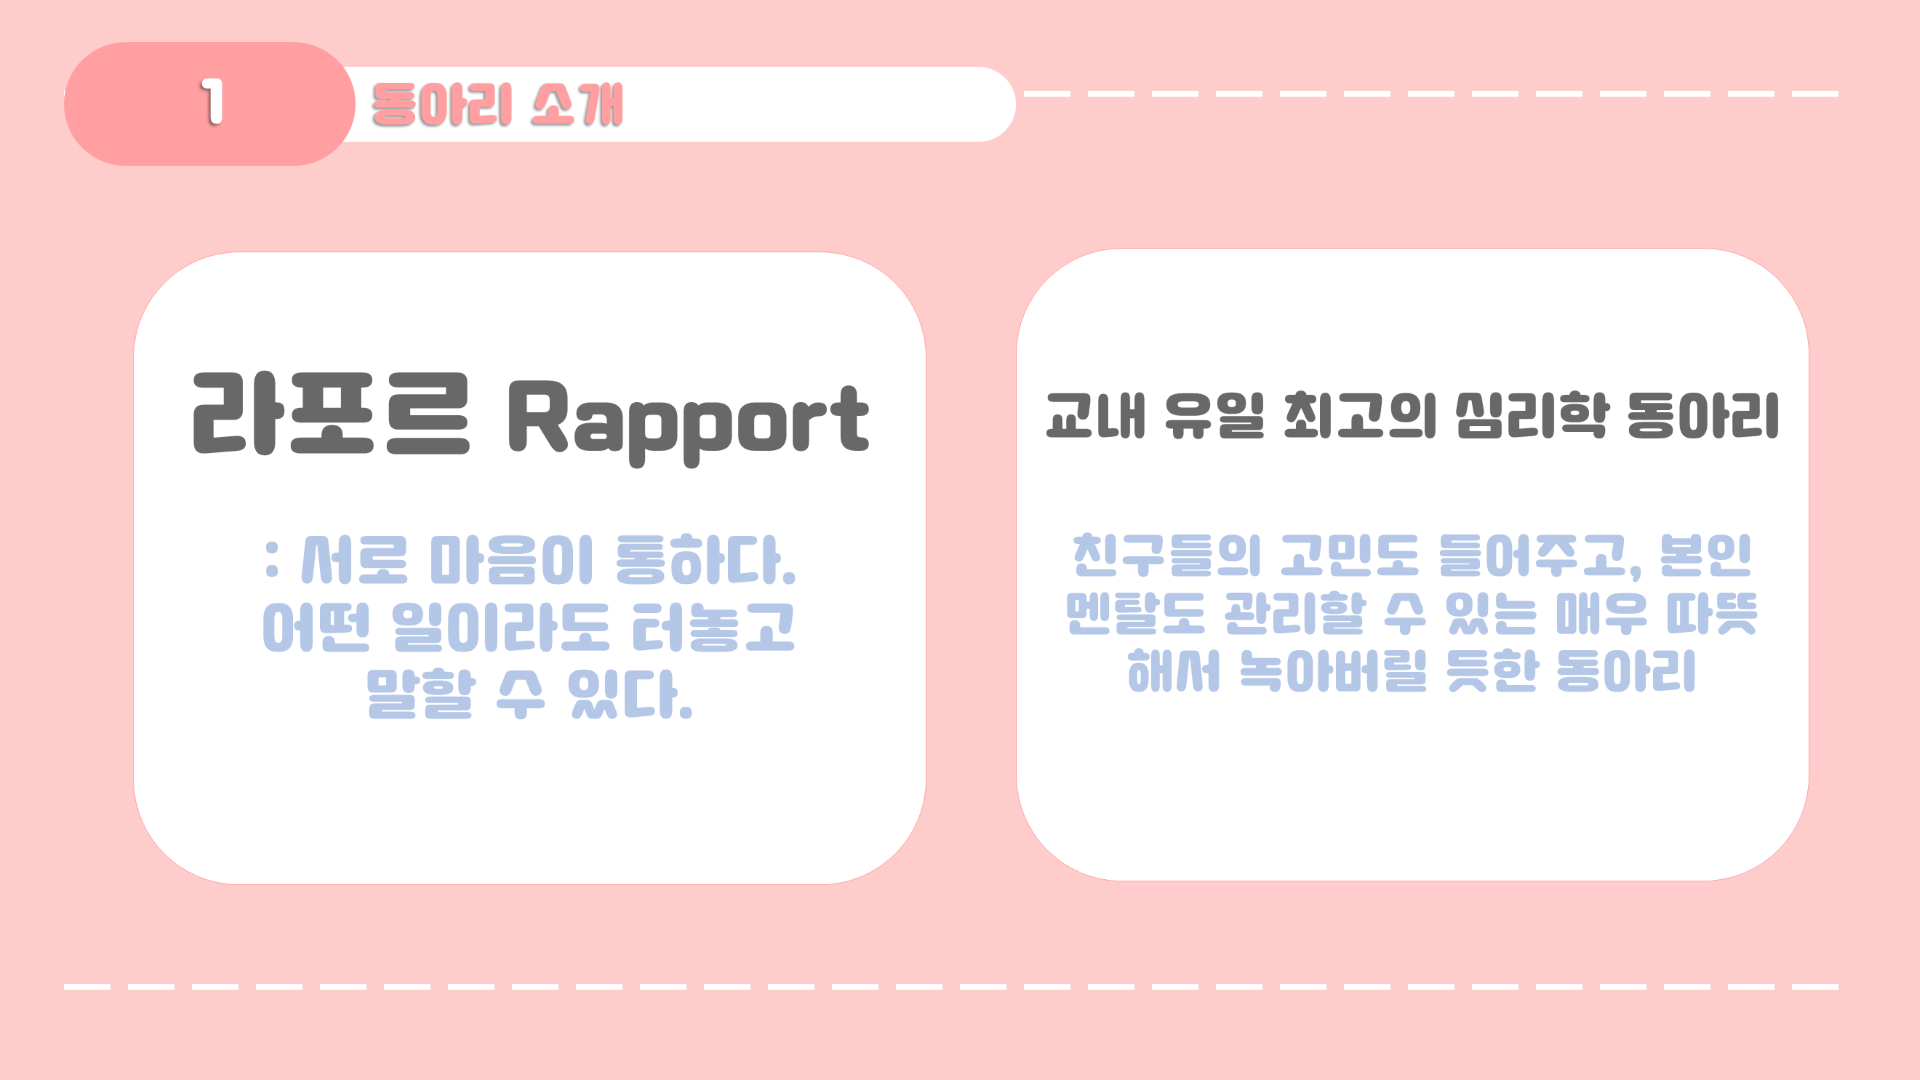 1
동아리 소개
라포르 Rapport
: 서로 마음이 통하다.
어떤 일이라도 터놓고
말할 수 있다.
교내 유일 최고의 심리학 동아리
친구들의 고민도 들어주고, 본인
멘탈도 관리할 수 있는 매우 따뜻
해서 녹아버릴 듯한 동아리